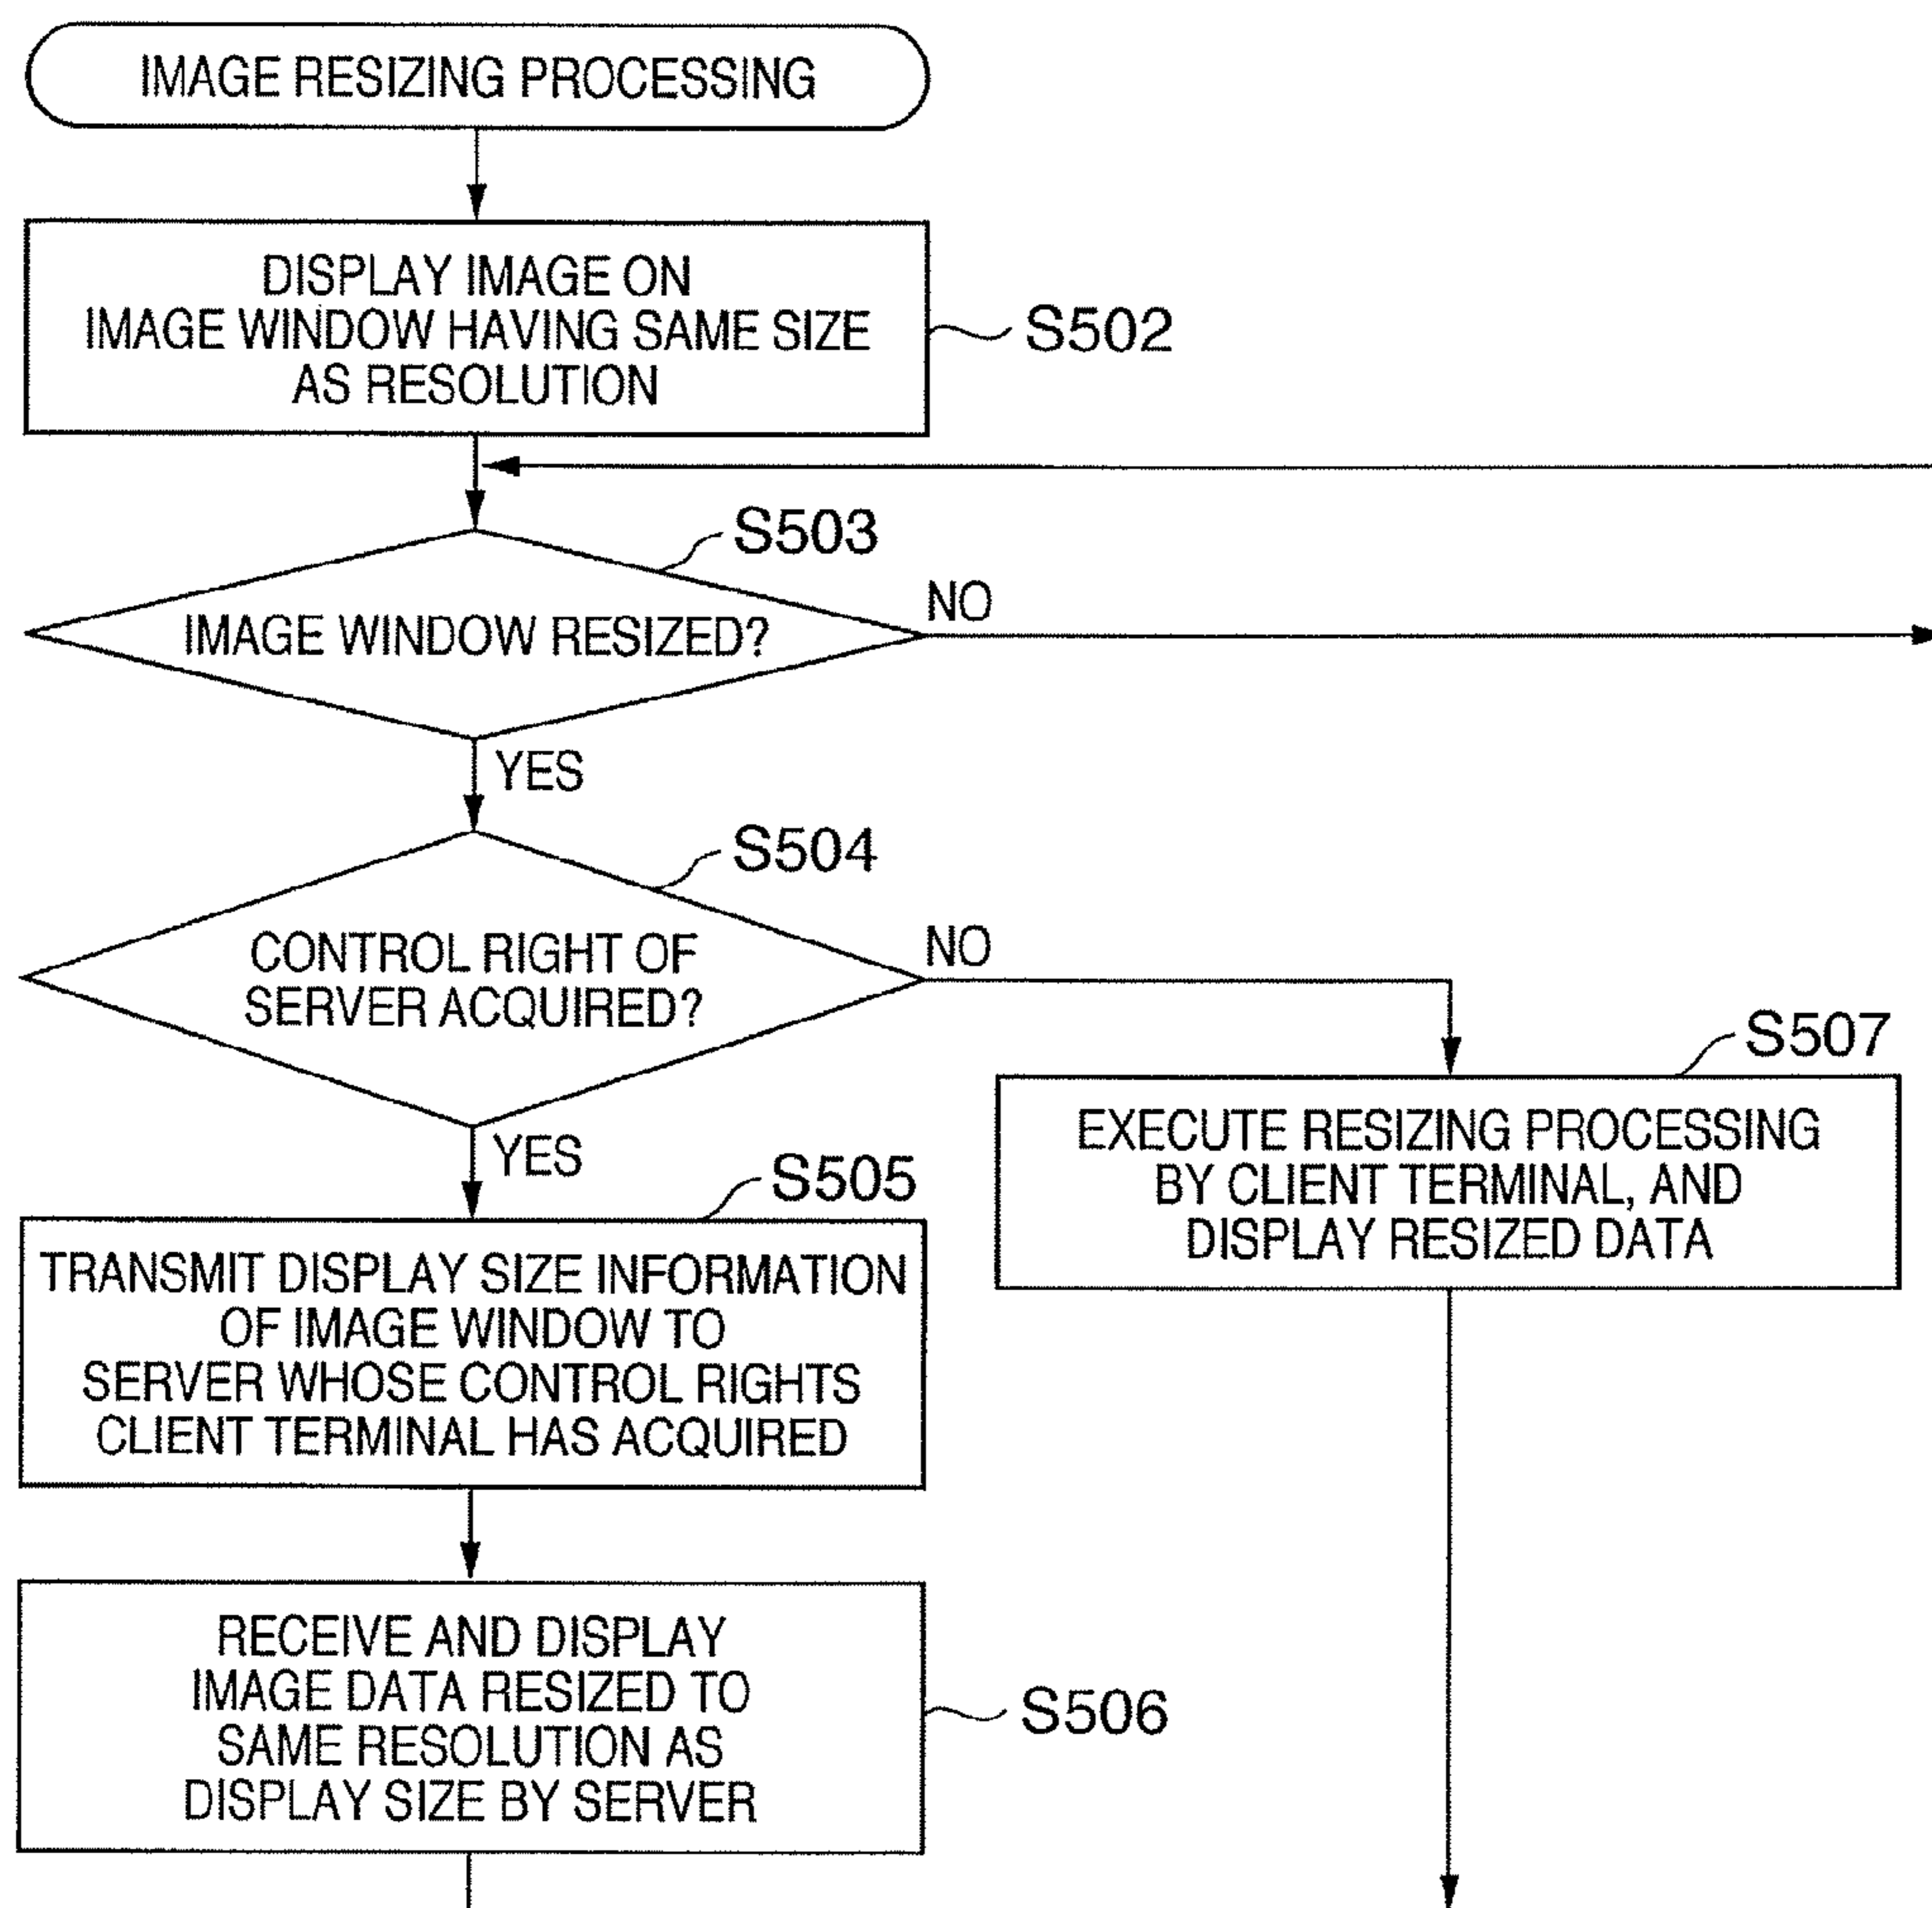 IMAGE RESIZING PROCESSING
DISPLAY IMAGE ON
IMAGE WINDOW HAVING SAME SIZE
AS RESOLUTION
S502
S503
IMAGE WINDOW RESIZED?
NO
YES
S504
CONTROL RIGHT OF
SERVER ACQUIRED?
NO
YES
S507
EXECUTE RESIZING PROCESSING
BY CLIENT TERMINAL, AND
DISPLAY RESIZED DATA
S505
TRANSMIT DISPLAY SIZE INFORMATION
OF IMAGE WINDOW TO
SERVER WHOSE CONTROL RIGHTS
CLIENT TERMINAL HAS ACQUIRED
RECEIVE AND DISPLAY
IMAGE DATA RESIZED TO
SAME RESOLUTION AS
DISPLAY SIZE BY SERVER
S506